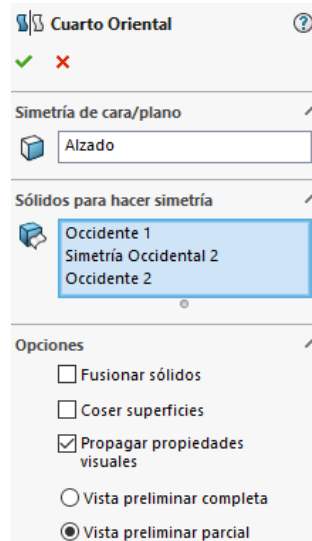 Cuarto Oriental
Simetría de cara/plano
Alzado
Sólidos para hacer simetría
Occidente 1
Simetría Occidental 2
Occidente 2
Opciones
Fusionar sólidos
Coser superficies
Propagar propiedades
visuales
Vista preliminar completa
Vista preliminar parcial